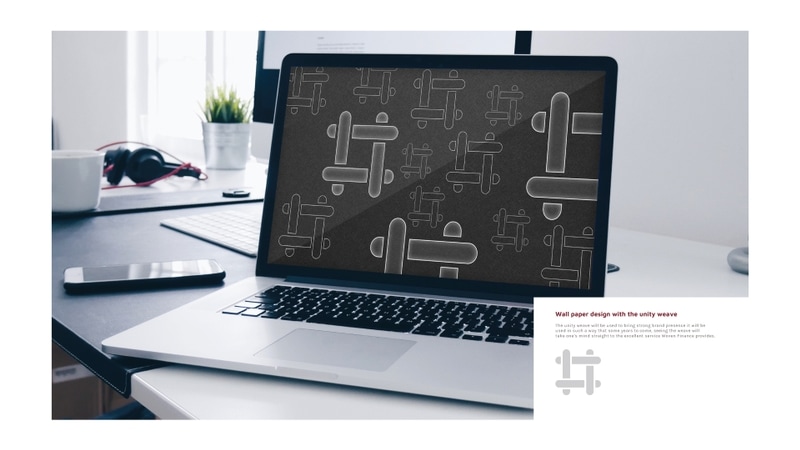 Wall paper design with the unity weave
The unity weave will be used to bring strong brand presence it will be
used in such a way that some years to come, seeing the weave will
take one's mind straight to the excellent service Woven Finance provides.